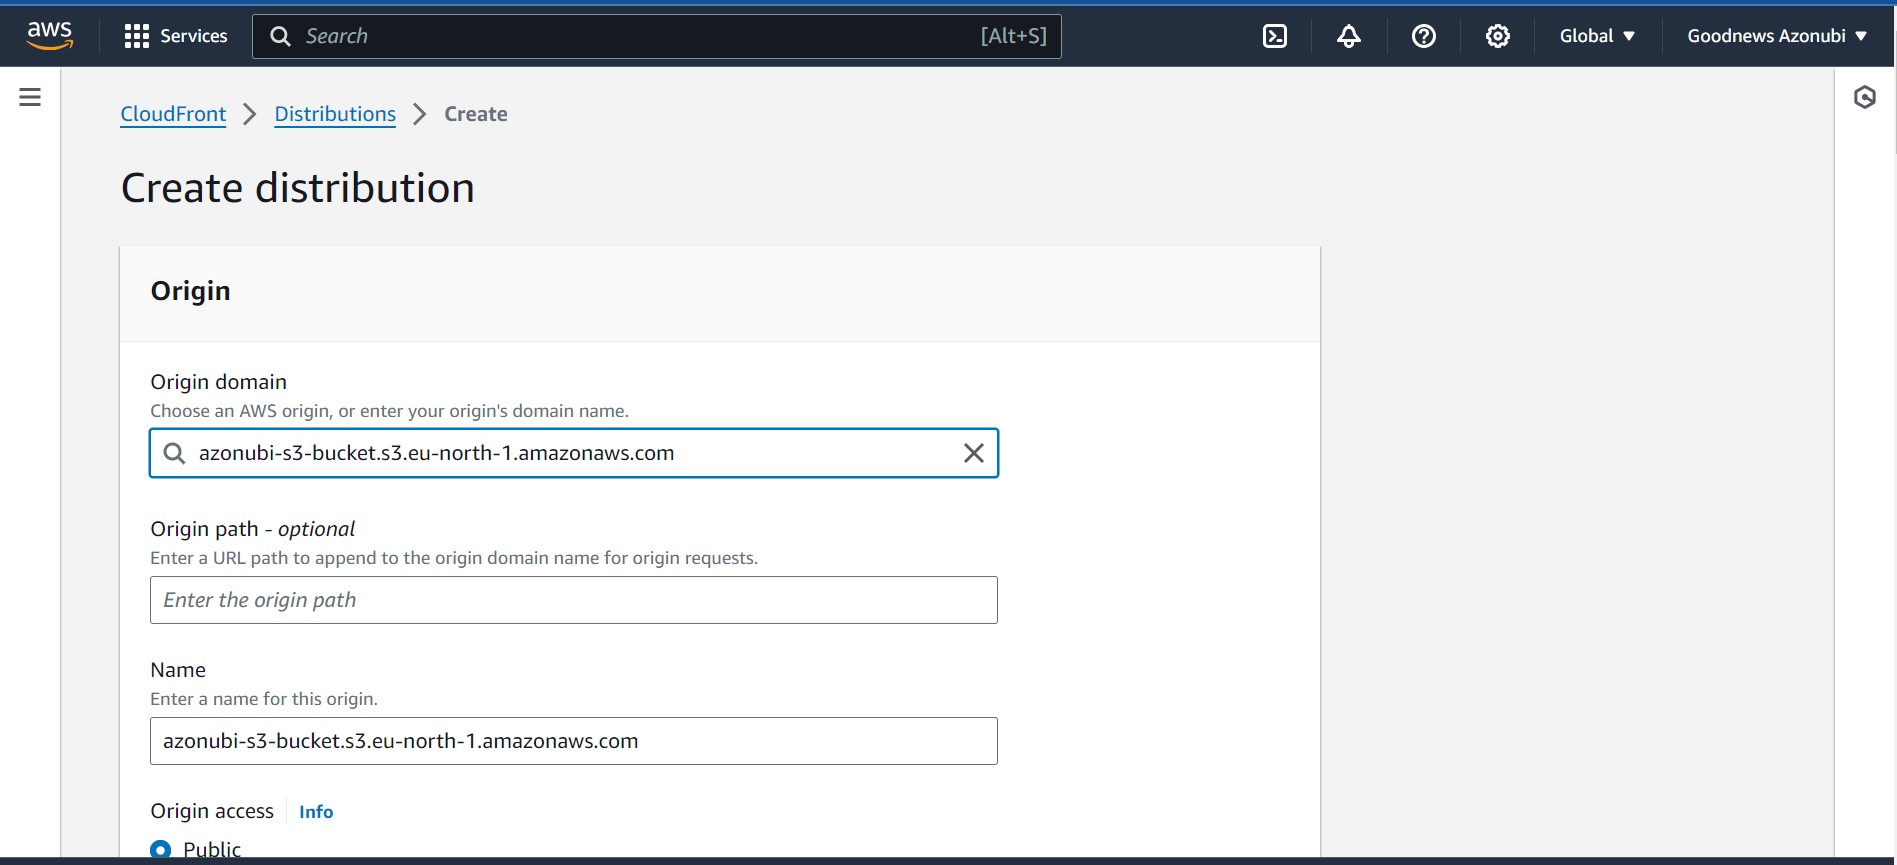 aws
Services
Search [Alt+S]
Global
Goodnews Azonubi
CloudFront Distributions Create
Create distribution
Origin
Origin domain
Choose an AWS origin, or enter your origin's domain name.
azonubi-s3-bucket.s3.eu-north-1.amazonaws.com
Origin path - optional
Enter a URL path to append to the origin domain name for origin requests.
Enter the origin path
Name
Enter a name for this origin.
azonubi-s3-bucket.s3.eu-north-1.amazonaws.com
Origin access Info
Public